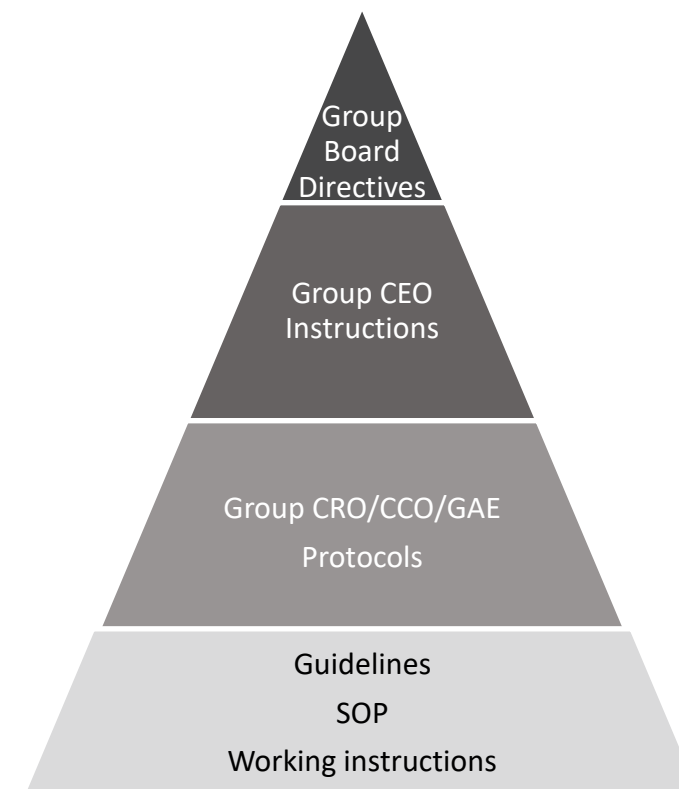 Group
Board
Directives
Group CEO
Instructions
Group CRO/CCO/GAE
Protocols
Guidelines
SOP
Working instructions